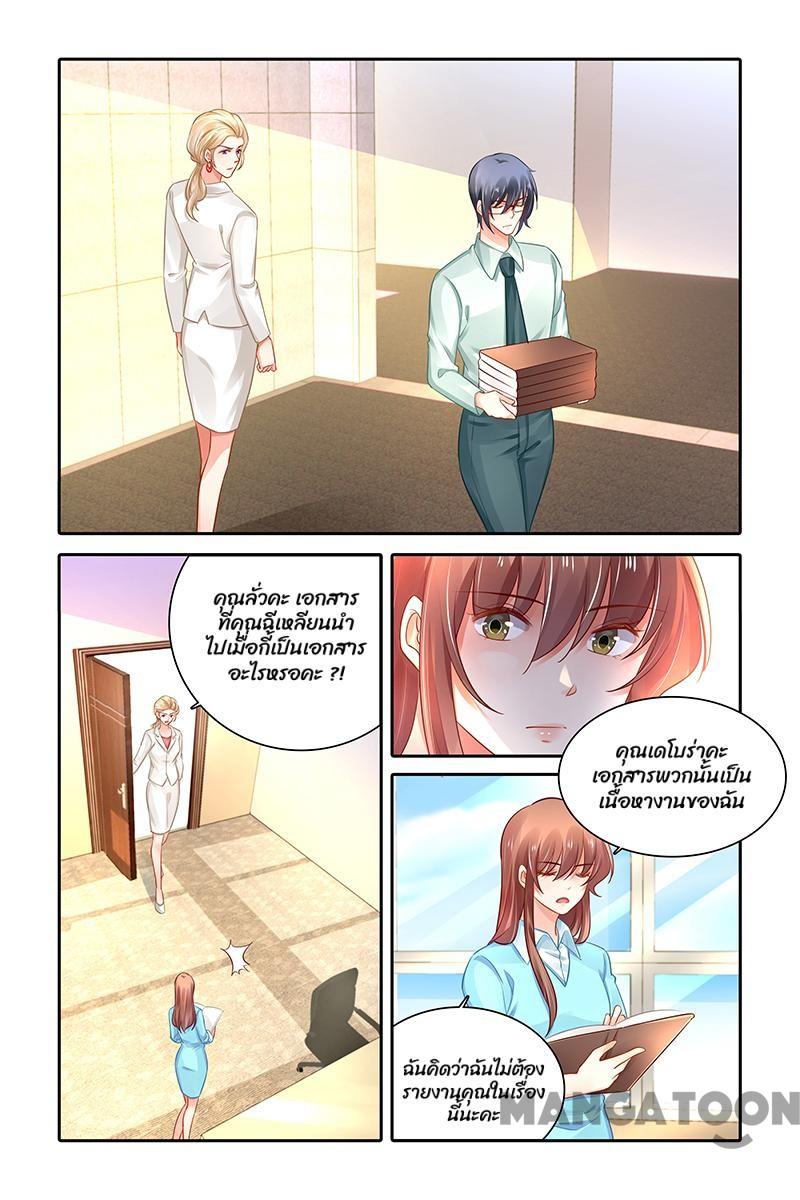 คุณลั่วคะ เอกสาร
ที่คุณฉีเหลียนนำ
ไปเมื่อกี้เป็นเอกสาร
อะไรหรอคะ ?!
คุณเดโบร่าคะ
เอกสารพวกนั้นเป็น
เนื้อหางานของฉัน
ฉันคิดว่าฉันไม่ต้อง
รายงานคุณในเรื่อง
นี้นะคะ
MANGATOON